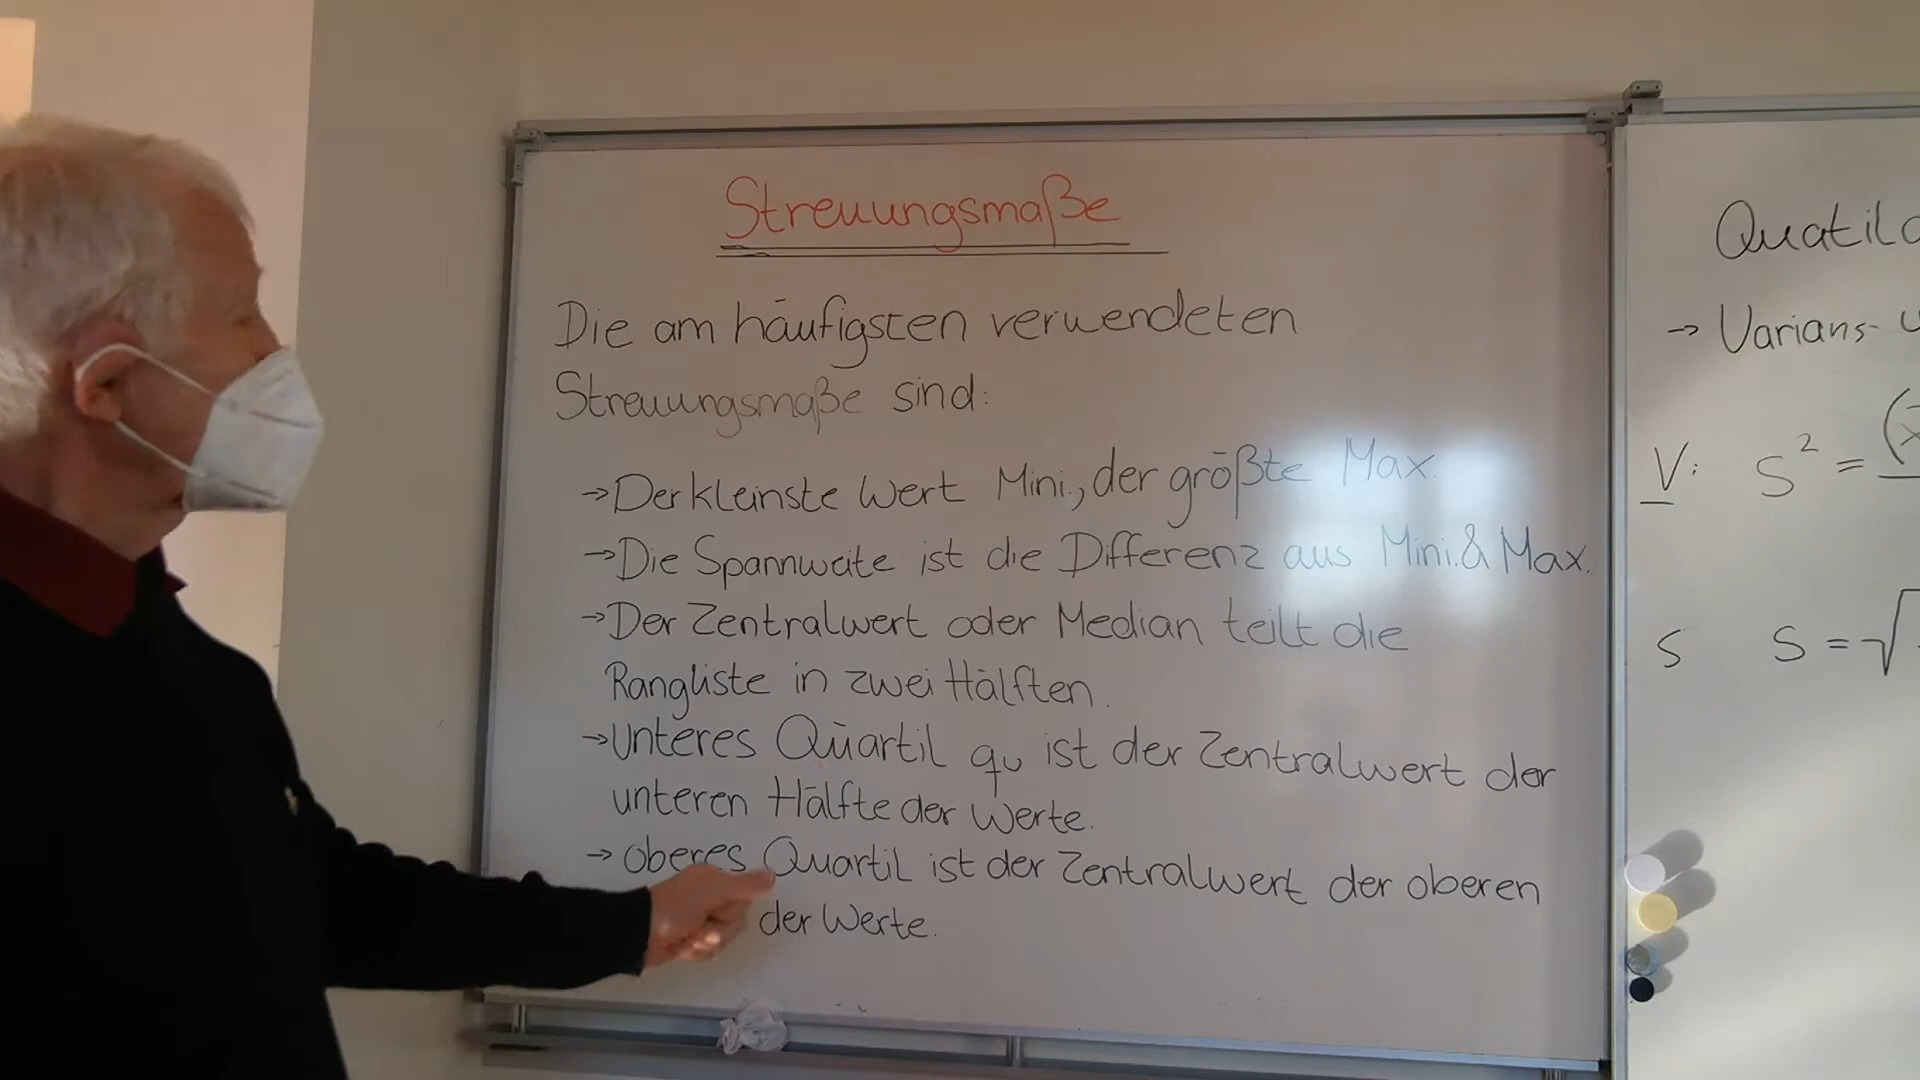 Streuungsmaße
Die am häufigsten verwendeten
Streuungsmaße sind:
→ Der kleinste Wert Mini., der größte Max.
→ Die Spannweite ist die Differenz aus Mini. & Max.
→ Der Zentralwert oder Median teilt die
Rangliste in zwei Hälften.
→ Unteres Quartil qu ist der Zentralwert der
unteren Hälfte der Werte.
→ oberes Quartil ist der Zentralwert der oberen
der Werte.
→ Varians-
V: S² =
S S = √